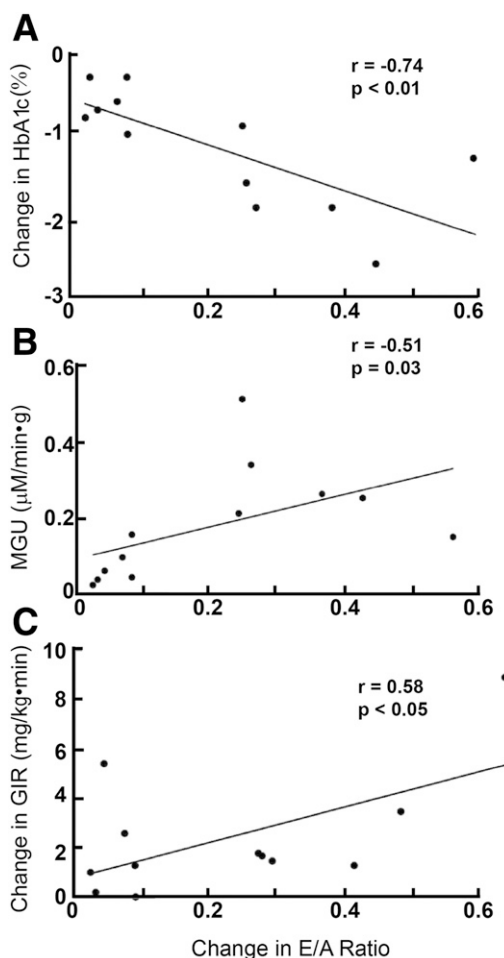 A
0
-1
-2
-3
Change in HbA1c(%)
r = -0.74
p < 0.01
0
0.2
0.4
0.6
B
0.6
0.4
0.2
0
MGU (μM/min•g)
r = -0.51
p = 0.03
0
0.2
0.4
0.6
C
10
8
6
4
2
0
Change in GIR (mg/kg•min)
r = 0.58
p < 0.05
0
0.2
0.4
0.6
Change in E/A Ratio